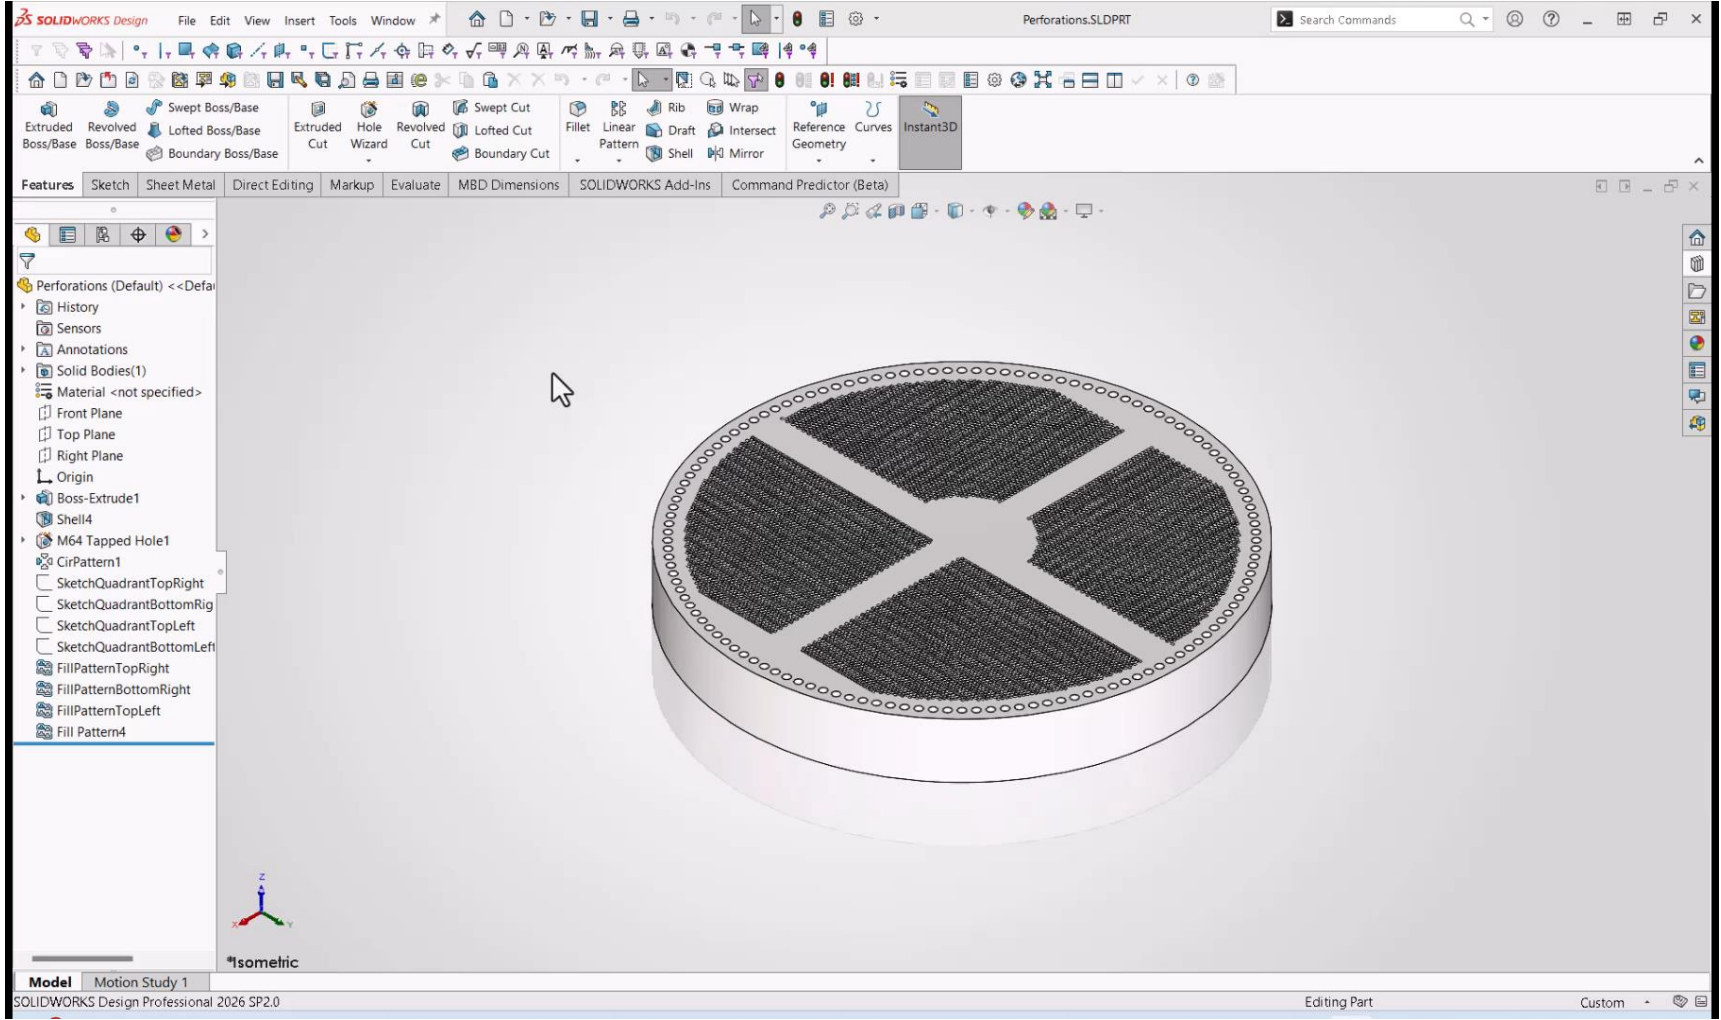 SOLIDWORKS Design File Edit View Insert Tools Window Perforations.SLDPRT Search Commands
Extruded Boss/Base
Revolved Boss/Base
Swept Boss/Base
Lofted Boss/Base
Boundary Boss/Base
Extruded Cut
Hole Wizard
Revolved Cut
Swept Cut
Lofted Cut
Boundary Cut
Fillet
Linear Pattern
Rib
Draft
Shell
Wrap
Intersect
Mirror
Reference Geometry
Curves
Instant3D
Features Sketch Sheet Metal Direct Editing Markup Evaluate MBD Dimensions SOLIDWORKS Add-Ins Command Predictor (Beta)
Perforations (Default) <<Defa
History
Sensors
Annotations
Solid Bodies(1)
Material <not specified>
Front Plane
Top Plane
Right Plane
Origin
Boss-Extrude1
Shell4
M64 Tapped Hole1
CirPattern1
SketchQuadrantTopRight
SketchQuadrantBottomRig
SketchQuadrantTopLeft
SketchQuadrantBottomLeft
FillPatternTopRight
FillPatternBottomRight
FillPatternTopLeft
Fill Pattern4
Z
X
Y
*Isometric
Model Motion Study 1
SOLIDWORKS Design Professional 2026 SP2.0 Editing Part Custom